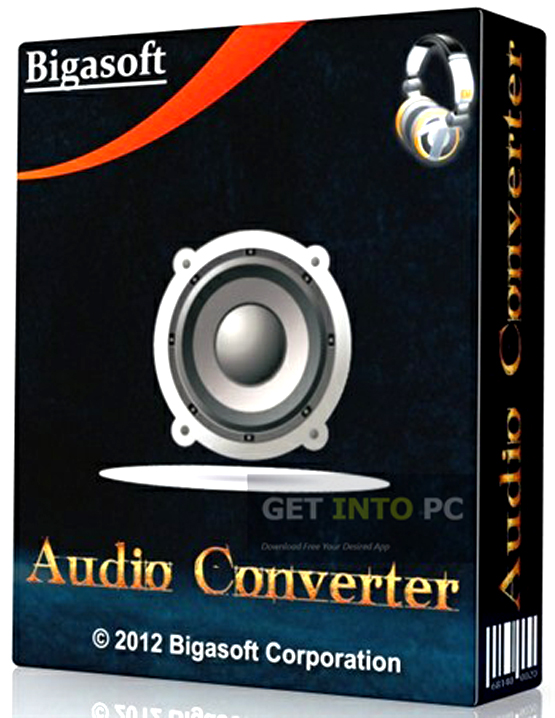 Bigasoft
Audio Converter
GET INTO PC
Download Free Your Desired App
Audio Converter
© 2012 Bigasoft Corporation